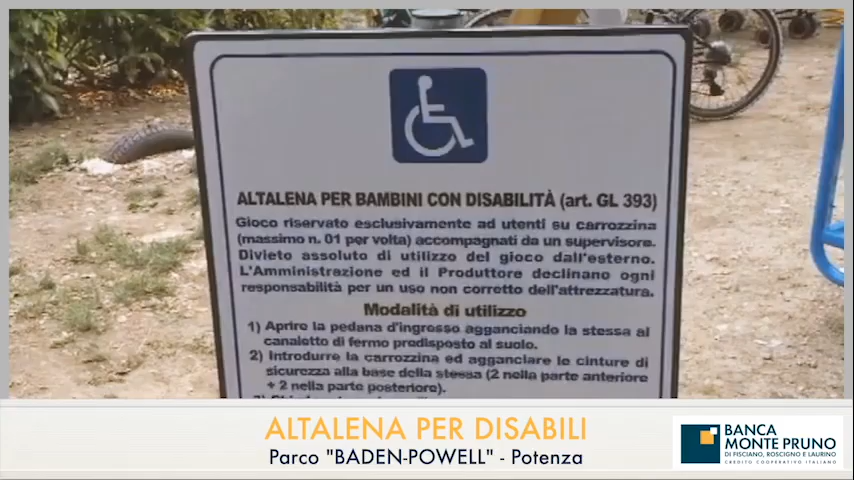 ALTALENA PER BAMBINI CON DISABILITÀ (art. GL 393)
Gioco riservato esclusivamente ad utenti su carrozzina
(massimo n. 01 per volta) accompagnati da un supervisore.
Divieto assoluto di utilizzo del gioco dall'esterno.
L'Amministrazione ed il Produttore declinano ogni
responsabilità per un uso non corretto dell'attrezzatura.
Modalità di utilizzo
1) Aprire la pedana d'ingresso agganciando la stessa al
canaletto di fermo predisposto al suolo.
2) Introdurre la carrozzina ed agganciare le cinture di
sicurezza alla base della stessa (2 nella parte anteriore
+ 2 nella parte posteriore).
ALTALENA PER DISABILI
Parco "BADEN-POWELL" - Potenza
BANCA
MONTE PRUNO
DI FISCIANO, ROSCIGNO E LAURINO
CREDITO COOPERATIVO ITALIANO